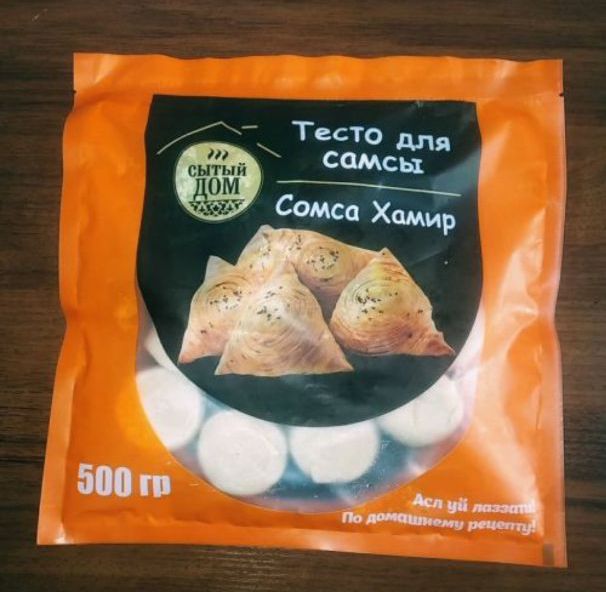 СЫТЫЙ
ДОМ
Тесто для
самсы
Сомса Хамир
500 гр
Асл уй лаззати!
По домашнему рецепту!